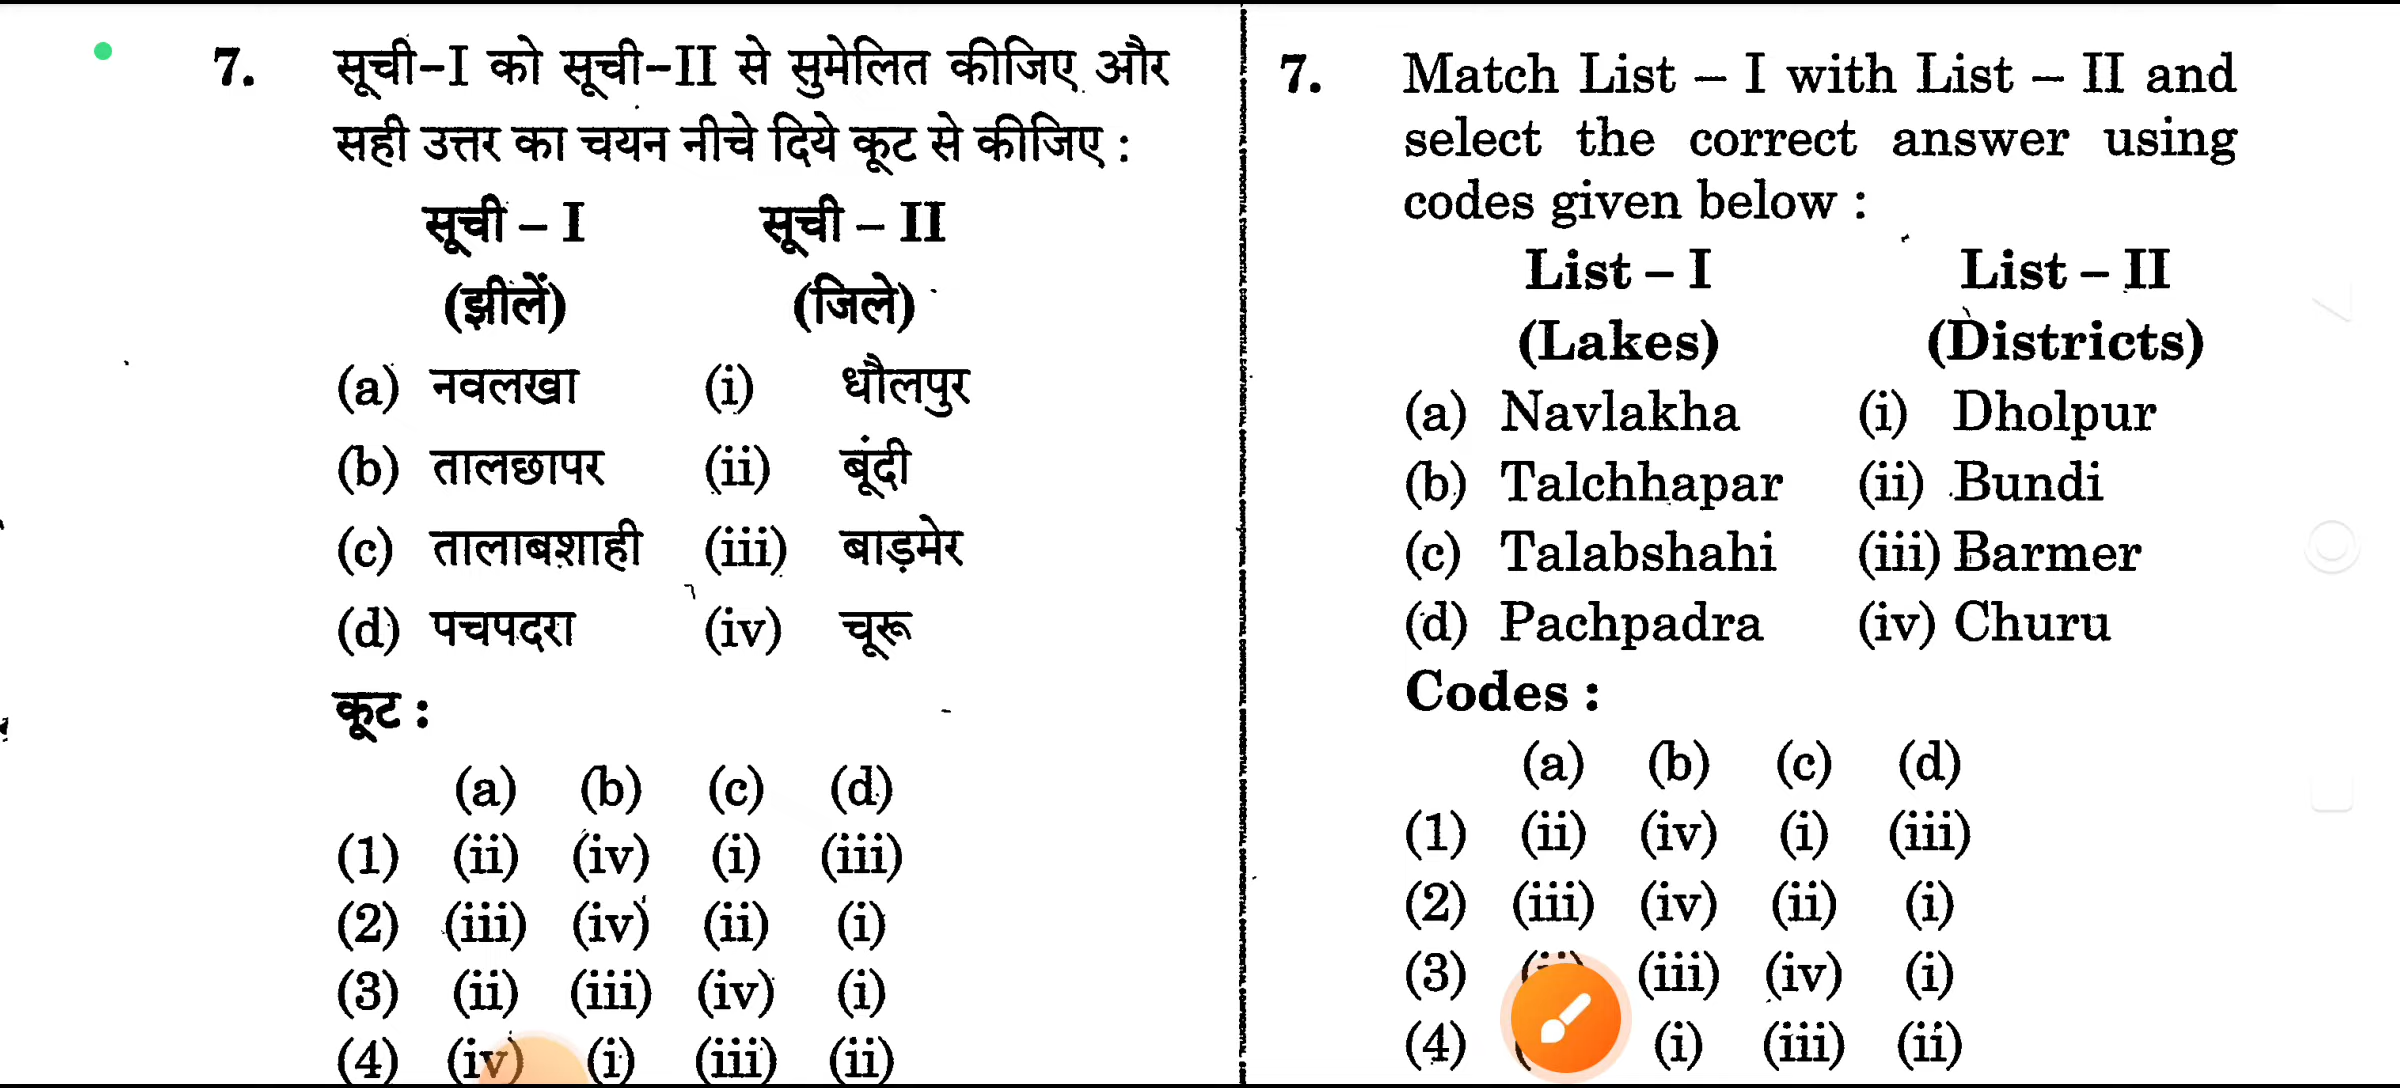 7. सूची-I को सूची-II से सुमेलित कीजिए और
सही उत्तर का चयन नीचे दिये कूट से कीजिए :
सूची – I सूची – II
(झीलें) (जिले)
(a) नवलखा (i) धौलपुर
(b) तालछापर (ii) बूंदी
(c) तालाबशाही (iii) बाड़मेर
(d) पचपदरा (iv) चूरू
कूट :
(a) (b) (c) (d)
(1) (ii) (iv) (i) (iii)
(2) (iii) (iv) (ii) (i)
(3) (ii) (iii) (iv) (i)
(4) (iv) (i) (iii) (ii)
7. Match List – I with List – II and
select the correct answer using
codes given below :
List – I List – II
(Lakes) (Districts)
(a) Navlakha (i) Dholpur
(b) Talchhapar (ii) Bundi
(c) Talabshahi (iii) Barmer
(d) Pachpadra (iv) Churu
Codes :
(a) (b) (c) (d)
(1) (ii) (iv) (i) (iii)
(2) (iii) (iv) (ii) (i)
(3) (iii) (iv) (i)
(4) (i) (iii) (ii)